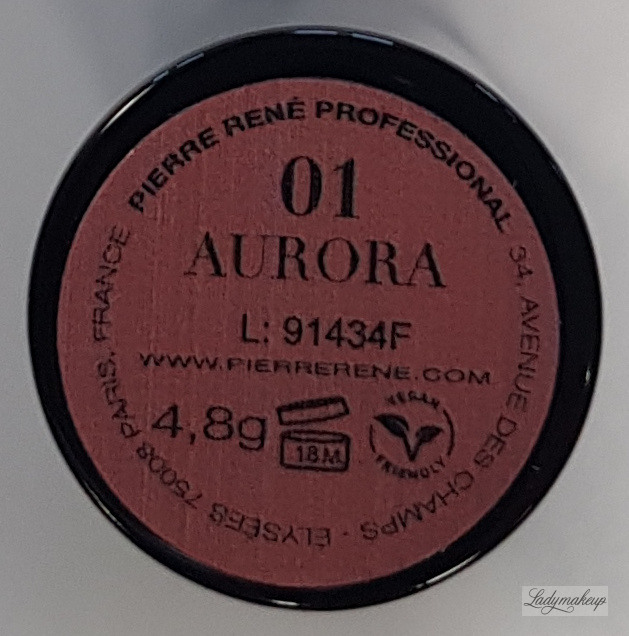 PIERRE RENÉ PROFESSIONAL
34, AVENUE DES CHAMPS - ÉLYSÉES 75008 PARIS, FRANCE
01
AURORA
L: 91434F
WWW.PIERRERENE.COM
4,8g
18M
VEGAN
FRIENDLY
Ladymakeup